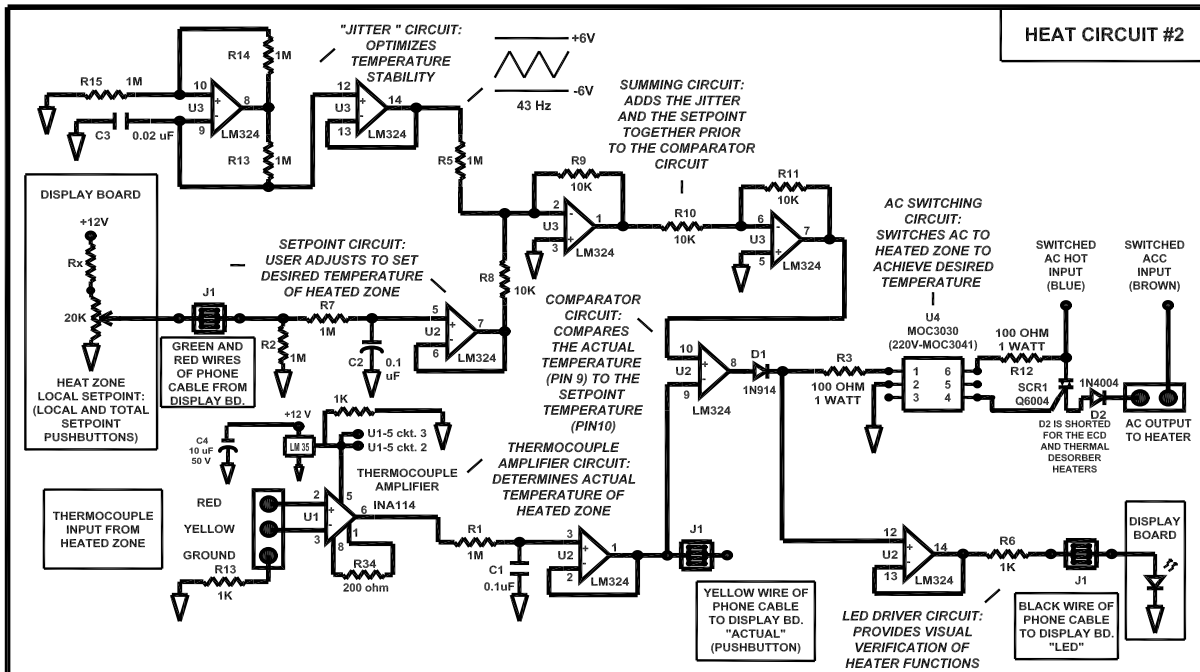 HEAT CIRCUIT #2
"JITTER " CIRCUIT:
OPTIMIZES
TEMPERATURE
STABILITY
+6V
-6V
43 Hz
R14
1M
R15
1M
10
U3
8
9
LM324
C3
0.02 uF
R13
1M
12
U3
14
13
LM324
R5
1M
SUMMING CIRCUIT:
ADDS THE JITTER
AND THE SETPOINT
TOGETHER PRIOR
TO THE COMPARATOR
CIRCUIT
R9
10K
2
U3
1
3
LM324
R10
10K
R11
10K
6
U3
7
5
LM324
DISPLAY BOARD
+12V
Rx
20K
HEAT ZONE
LOCAL SETPOINT:
(LOCAL AND TOTAL
SETPOINT
PUSHBUTTONS)
SETPOINT CIRCUIT:
USER ADJUSTS TO SET
DESIRED TEMPERATURE
OF HEATED ZONE
J1
GREEN AND
RED WIRES
OF PHONE
CABLE FROM
DISPLAY BD.
R2
1M
R7
1M
C2
0.1
uF
5
U2
7
6
LM324
R8
10K
COMPARATOR
CIRCUIT:
COMPARES
THE ACTUAL
TEMPERATURE
(PIN 9) TO THE
SETPOINT
TEMPERATURE
(PIN10)
10
U2
8
9
LM324
D1
1N914
R3
100 OHM
1 WATT
AC SWITCHING
CIRCUIT:
SWITCHES AC TO
HEATED ZONE TO
ACHIEVE DESIRED
TEMPERATURE
U4
MOC3030
(220V-MOC3041)
1
2
3
6
5
4
100 OHM
1 WATT
R12
SWITCHED
AC HOT
INPUT
(BLUE)
SWITCHED
ACC
INPUT
(BROWN)
SCR1
Q6004
1N4004
D2
D2 IS SHORTED
FOR THE ECD
AND THERMAL
DESORBER
HEATERS
AC OUTPUT
TO HEATER
+12 V
1K
LM 35
C4
10 uF
50 V
U1-5 ckt. 3
U1-5 ckt. 2
THERMOCOUPLE
AMPLIFIER
INA114
THERMOCOUPLE
AMPLIFIER CIRCUIT:
DETERMINES ACTUAL
TEMPERATURE OF
HEATED ZONE
THERMOCOUPLE
INPUT FROM
HEATED ZONE
RED
YELLOW
GROUND
R13
1K
2
U1
3
5
6
1
8
R34
200 ohm
R1
1M
C1
0.1uF
3
U2
1
2
LM324
J1
YELLOW WIRE OF
PHONE CABLE
TO DISPLAY BD.
"ACTUAL"
(PUSHBUTTON)
12
U2
14
13
LM324
LED DRIVER CIRCUIT:
PROVIDES VISUAL
VERIFICATION OF
HEATER FUNCTIONS
R6
1K
J1
BLACK WIRE OF
PHONE CABLE
TO DISPLAY BD.
"LED"
DISPLAY
BOARD